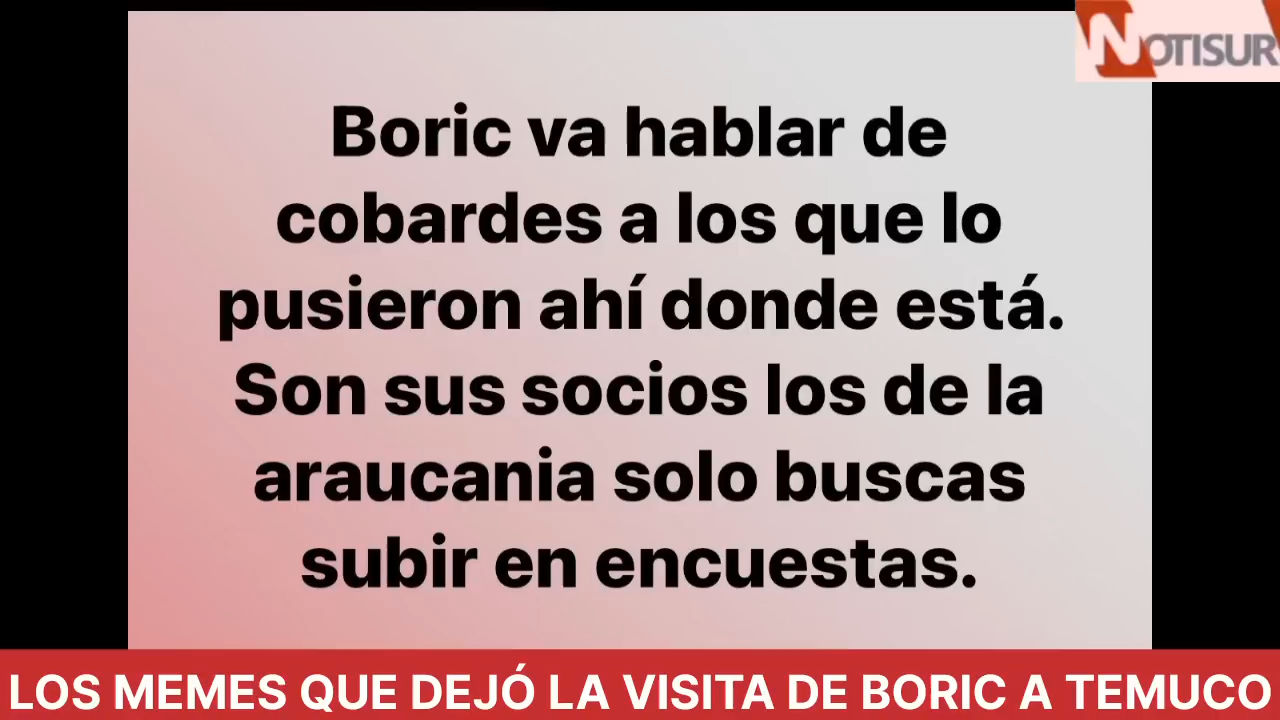 NOTISUR
Boric va hablar de
cobardes a los que lo
pusieron ahí donde está.
Son sus socios los de la
araucania solo buscas
subir en encuestas.
LOS MEMES QUE DEJÓ LA VISITA DE BORIC A TEMUCO